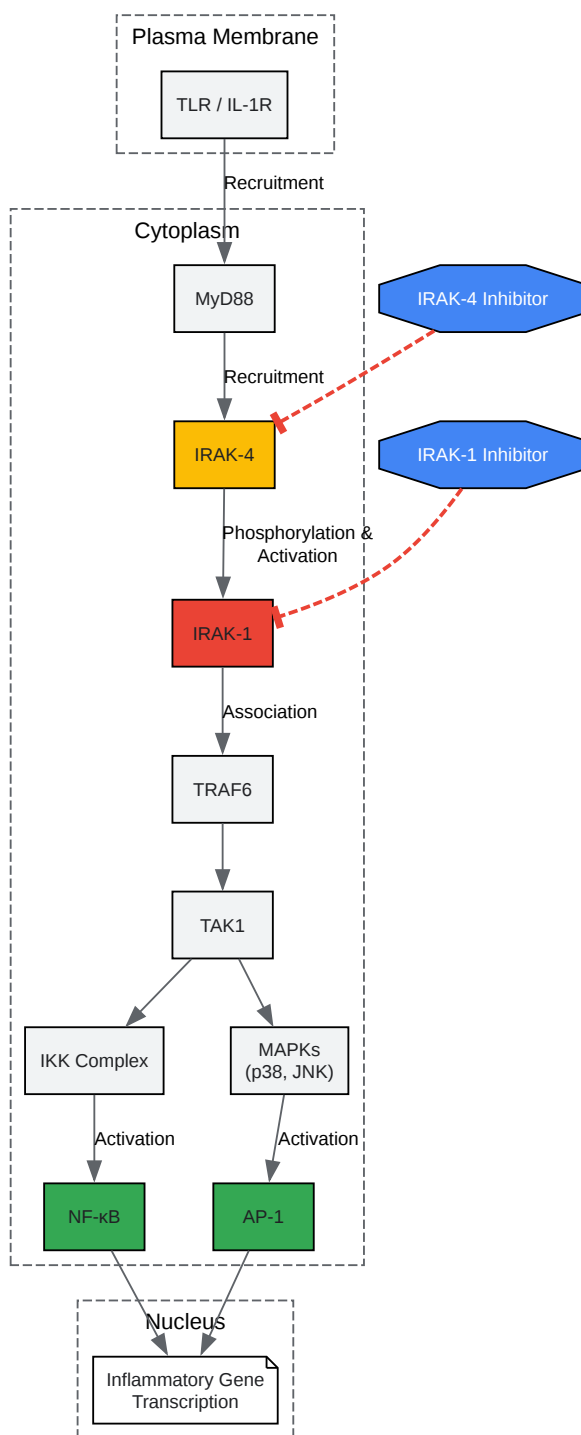 Plasma Membrane
TLR / IL-1R
Recruitment
Cytoplasm
MyD88
IRAK-4 Inhibitor
Recruitment
IRAK-4
IRAK-1 Inhibitor
Phosphorylation &
Activation
IRAK-1
Association
TRAF6
TAK1
IKK Complex
MAPKs
(p38, JNK)
Activation
Activation
NF-κB
AP-1
Nucleus
Inflammatory Gene
Transcription